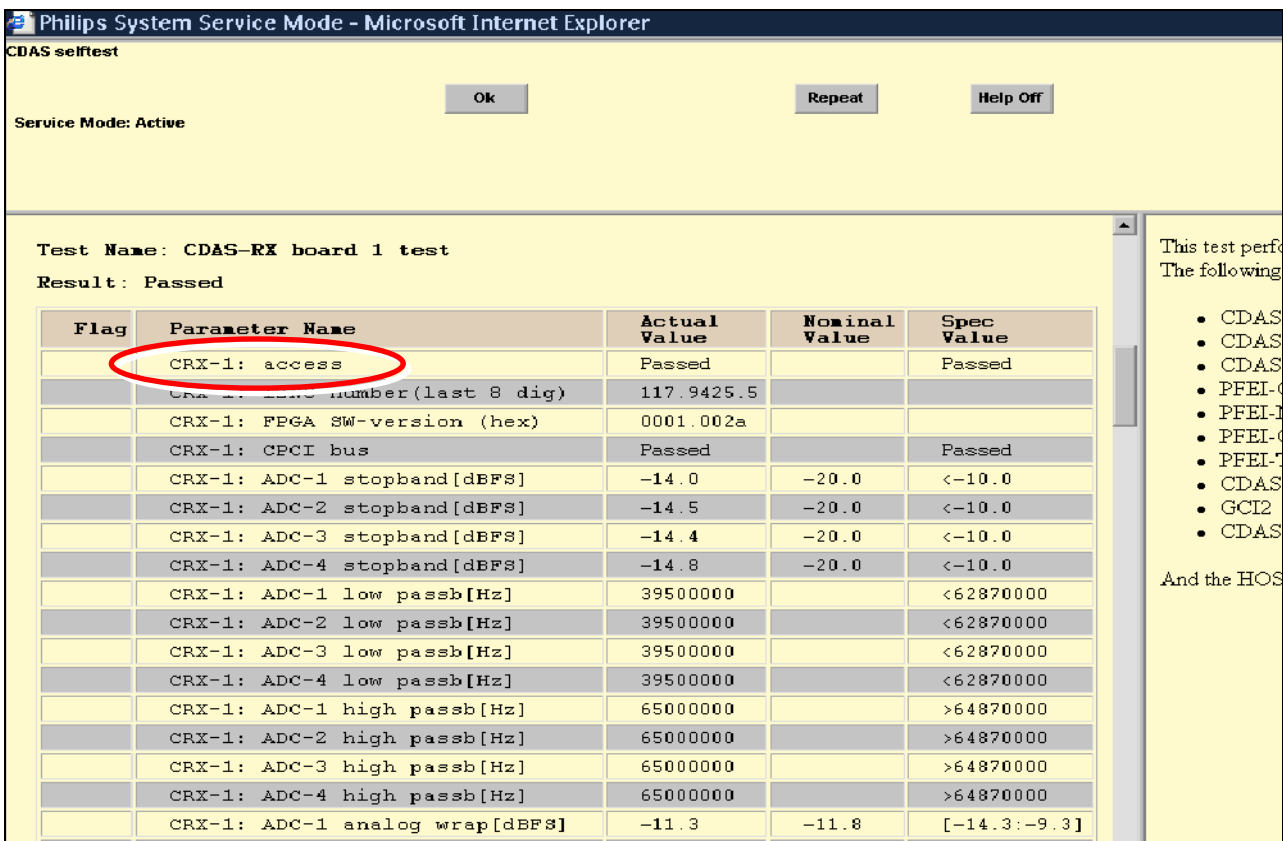 Philips System Service Mode - Microsoft Internet Explorer
CDAS selftest
Ok Repeat Help Off
Service Mode: Active
Test Name: CDAS-RX board 1 test
Result: Passed
Flag Parameter Name Actual Value Nominal Value Spec Value
CRX-1: access Passed Passed
CRX-1: number(last 8 dig) 117.9425.5
CRX-1: FPGA SW-version (hex) 0001.002a
CRX-1: CPCI bus Passed Passed
CRX-1: ADC-1 stopband[dBFS] -14.0 -20.0 <-10.0
CRX-1: ADC-2 stopband[dBFS] -14.5 -20.0 <-10.0
CRX-1: ADC-3 stopband[dBFS] -14.4 -20.0 <-10.0
CRX-1: ADC-4 stopband[dBFS] -14.8 -20.0 <-10.0
CRX-1: ADC-1 low passb[Hz] 39500000 <62870000
CRX-1: ADC-2 low passb[Hz] 39500000 <62870000
CRX-1: ADC-3 low passb[Hz] 39500000 <62870000
CRX-1: ADC-4 low passb[Hz] 39500000 <62870000
CRX-1: ADC-1 high passb[Hz] 65000000 >64870000
CRX-1: ADC-2 high passb[Hz] 65000000 >64870000
CRX-1: ADC-3 high passb[Hz] 65000000 >64870000
CRX-1: ADC-4 high passb[Hz] 65000000 >64870000
CRX-1: ADC-1 analog wrap[dBFS] -11.3 -11.8 [-14.3:-9.3]
This test perfo
The following
CDAS
CDAS
CDAS
PFEI-
PFEI-
PFEI-
PFEI-
CDAS
GCI2
CDAS
And the HOS